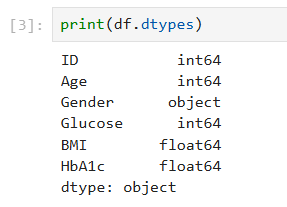 [3]: print(df.dtypes)
ID int64
Age int64
Gender object
Glucose int64
BMI float64
HbA1c float64
dtype: object